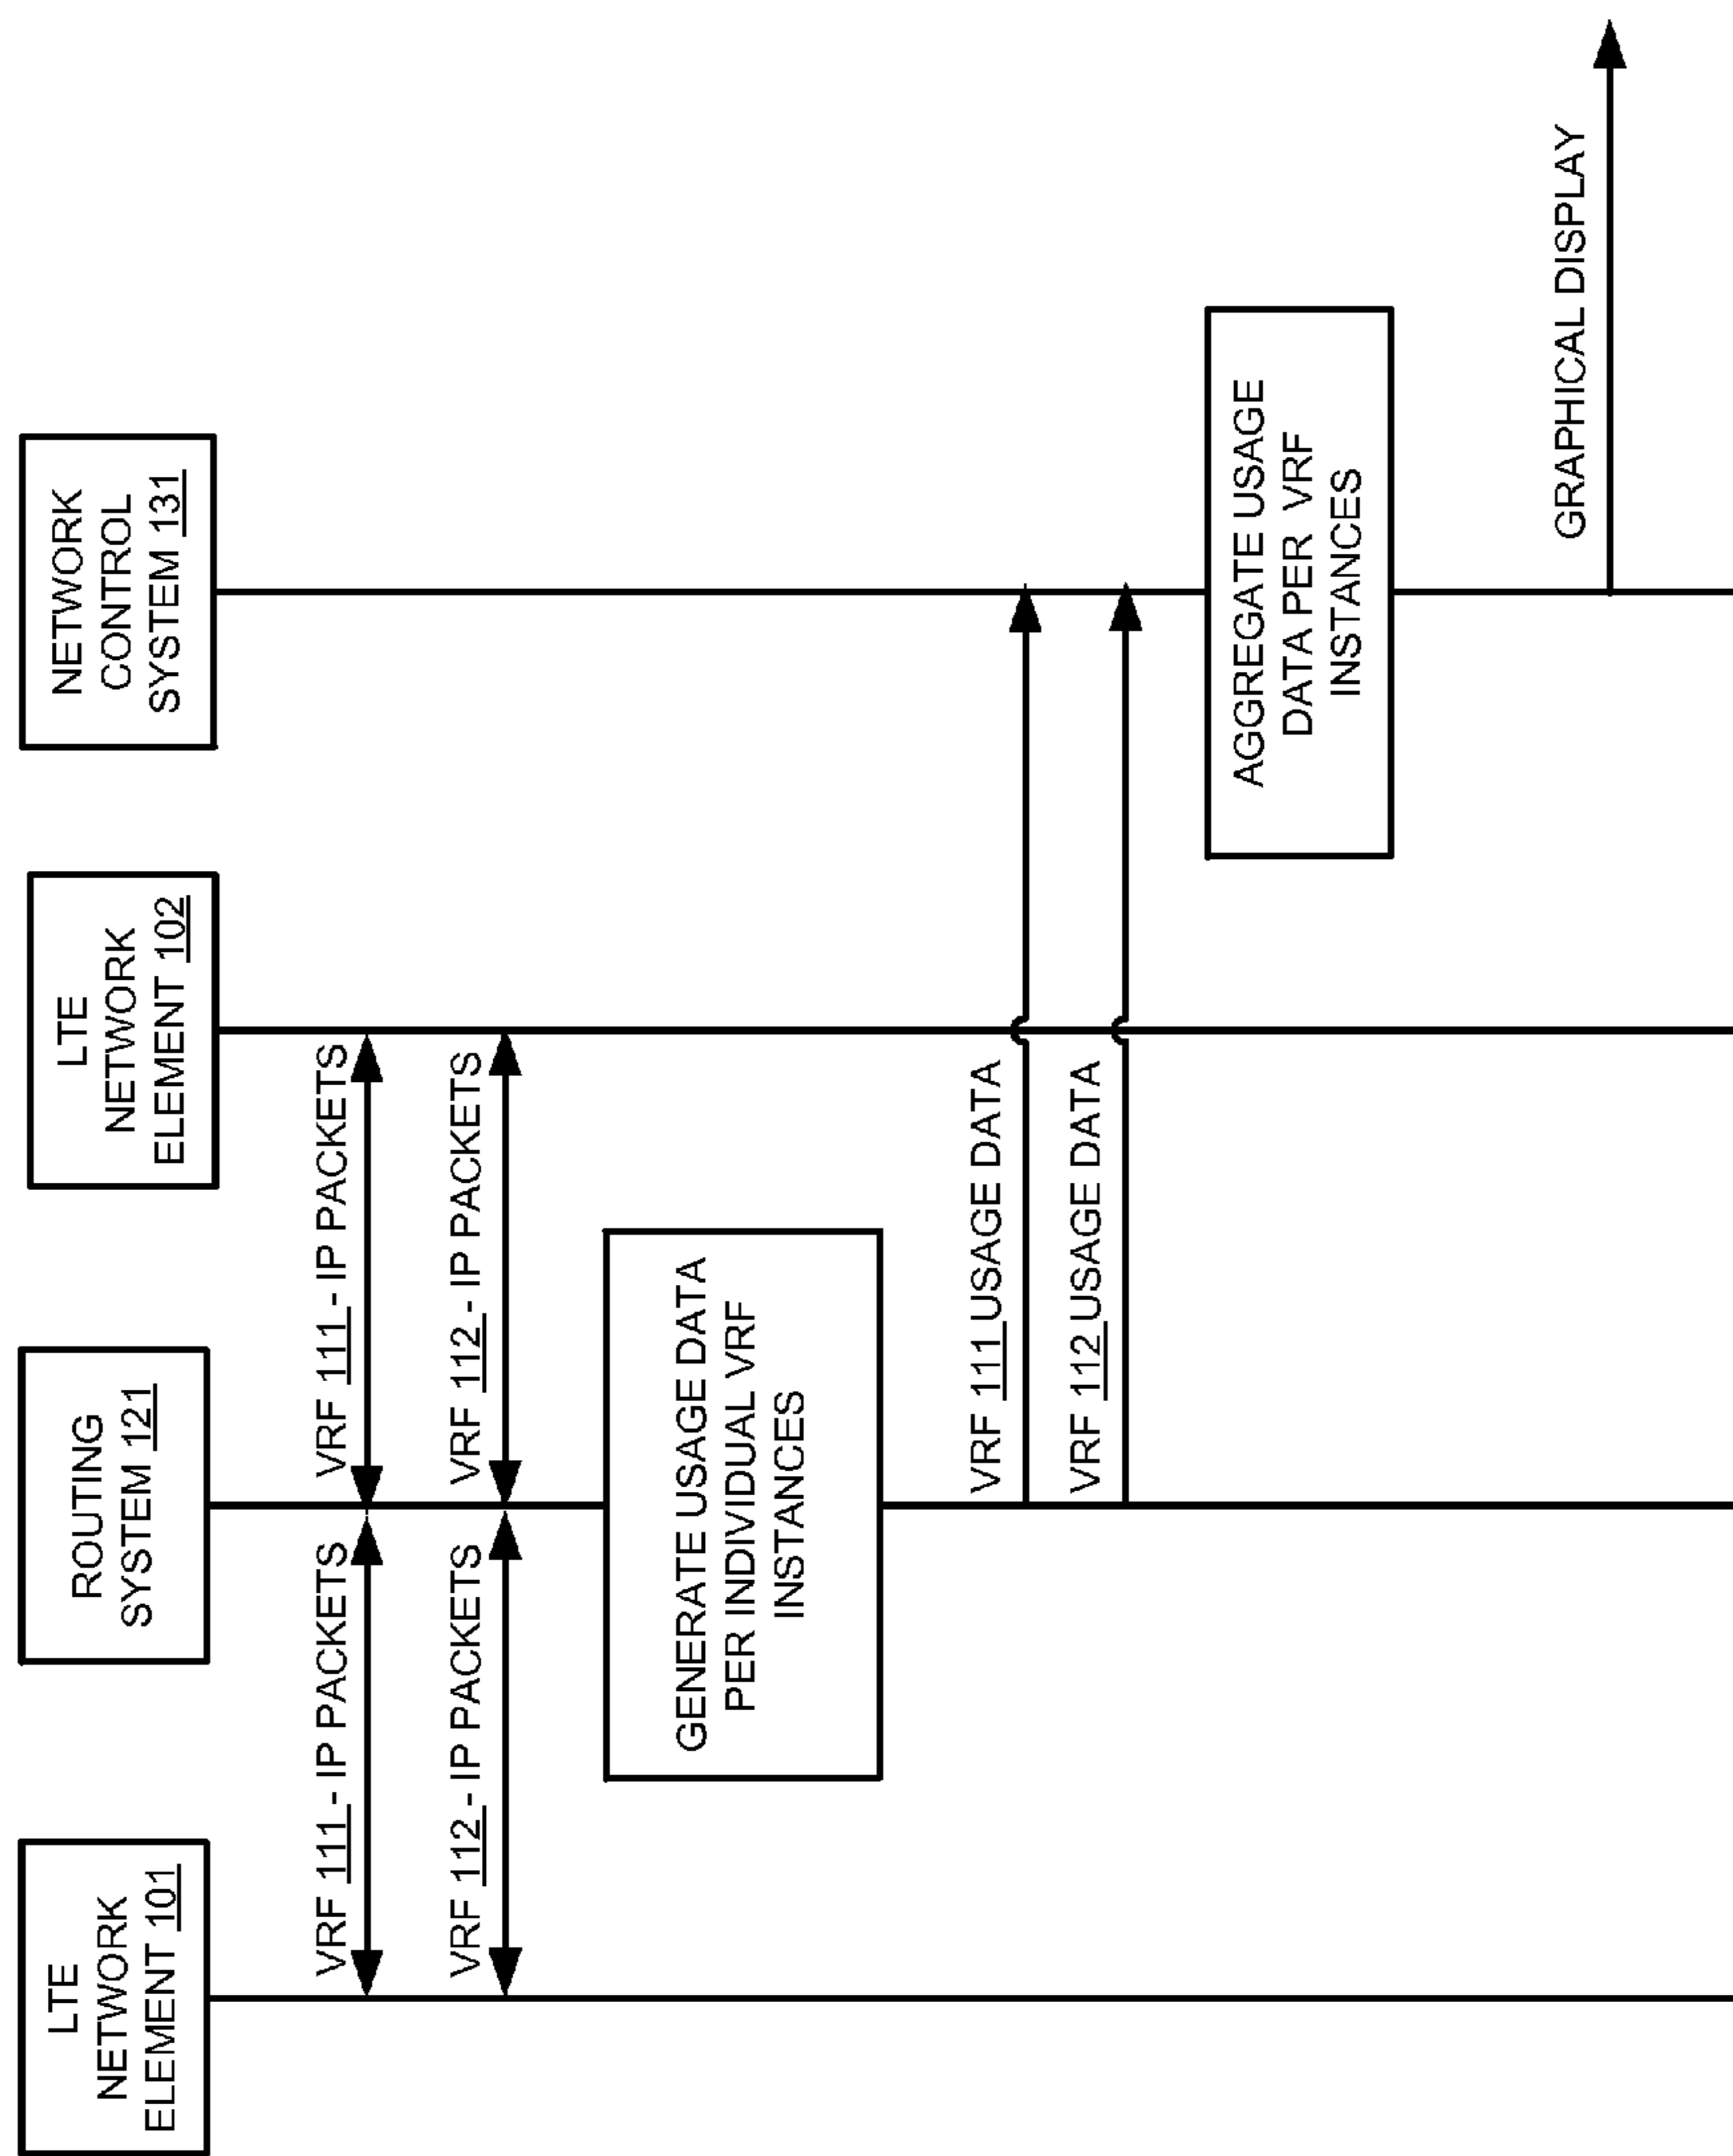 LTE
NETWORK
ELEMENT 101
ROUTING
SYSTEM 121
LTE
NETWORK
ELEMENT 102
NETWORK
CONTROL
SYSTEM 131
VRF 111 - IP PACKETS
VRF 111 - IP PACKETS
VRF 112 - IP PACKETS
VRF 112 - IP PACKETS
GENERATE USAGE DATA
PER INDIVIDUAL VRF
INSTANCES
VRF 111 USAGE DATA
VRF 112 USAGE DATA
AGGREGATE USAGE
DATA PER VRF
INSTANCES
GRAPHICAL DISPLAY